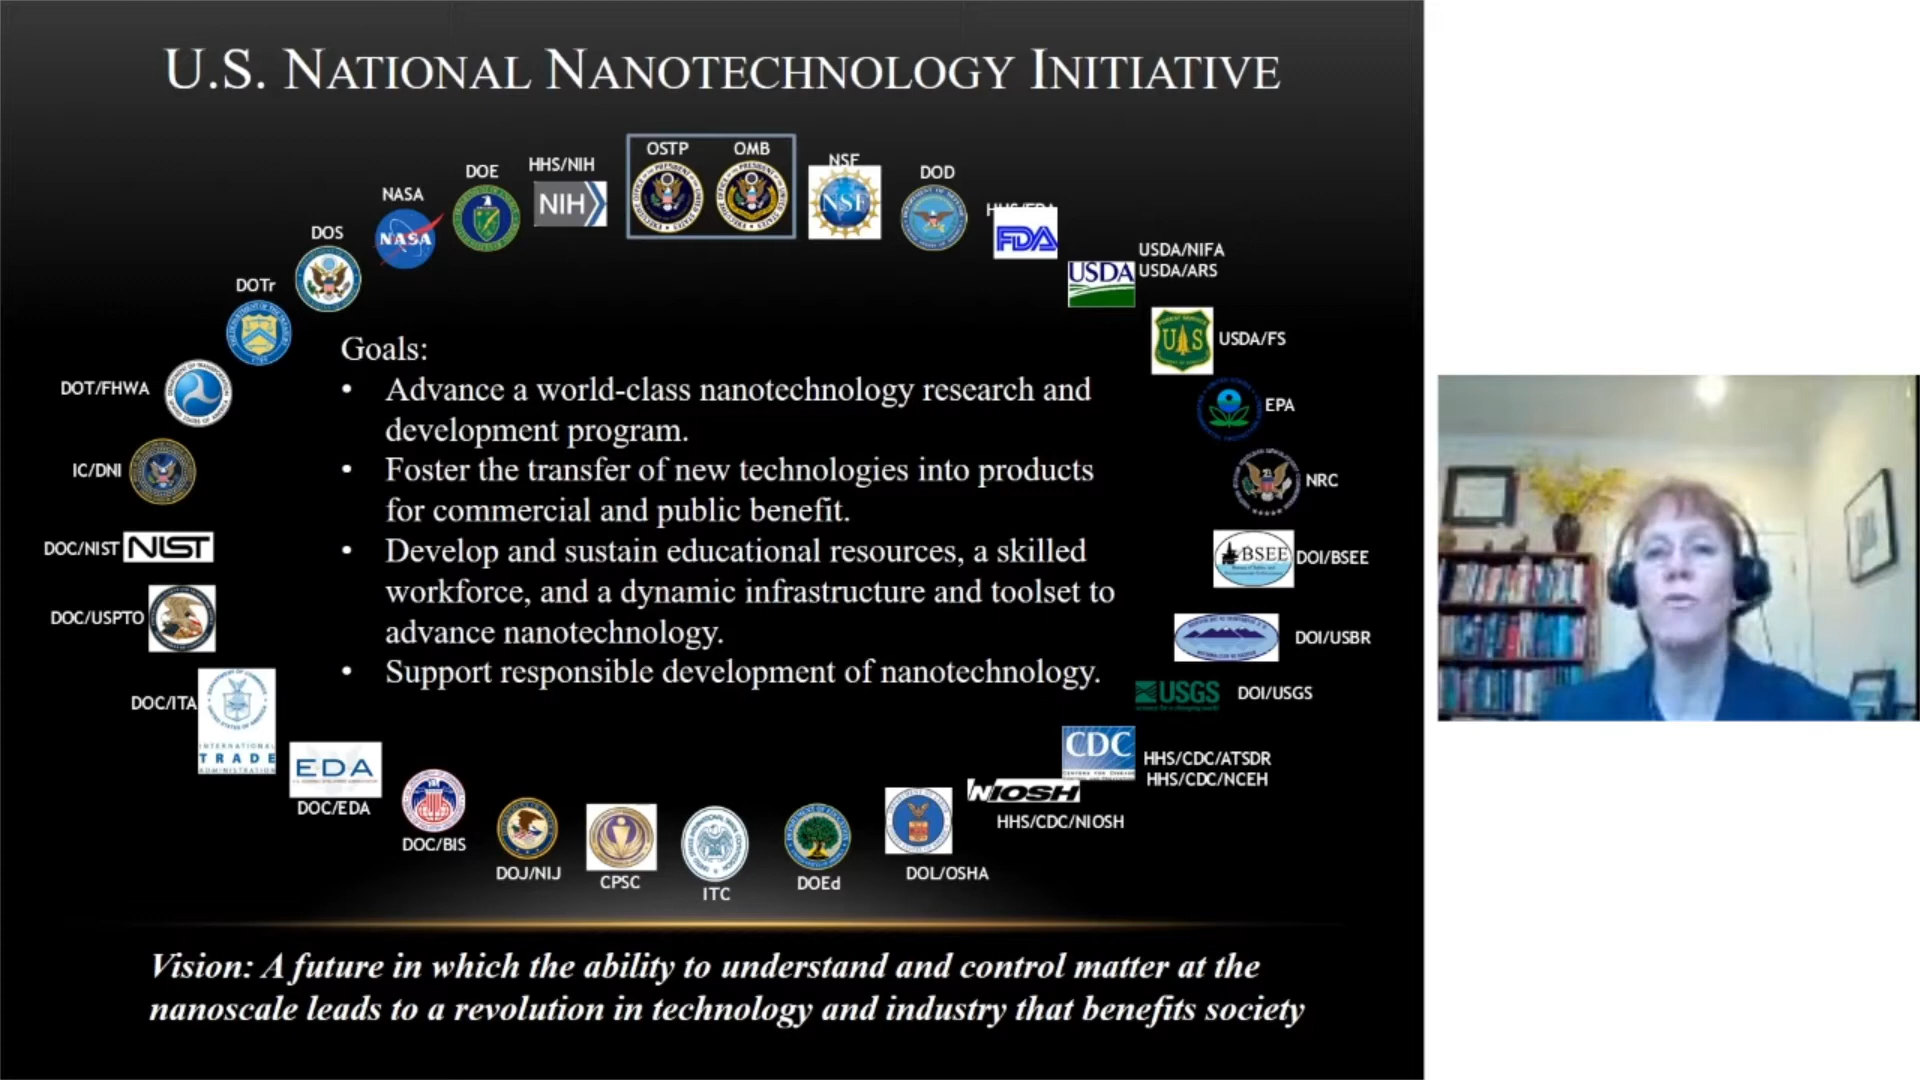 U.S. NATIONAL NANOTECHNOLOGY INITIATIVE
OSTP
OMB
NSF
NSF
DOD
HHS/FDA
FDA
USDA/NIFA
USDA/ARS
USDA
USDA/FS
U S
EPA
NRC
BSEE
DOI/BSEE
DOI/USBR
USGS
DOI/USGS
CDC
HHS/CDC/ATSDR
HHS/CDC/NCEH
NIOSH
HHS/CDC/NIOSH
DOL/OSHA
DOEd
ITC
CPSC
DOJ/NIJ
DOC/BIS
EDA
DOC/EDA
DOC/ITA
INTERNATIONAL
TRADE
ADMINISTRATION
DOC/USPTO
DOC/NIST
NIST
IC/DNI
DOT/FHWA
DOTr
DOS
NASA
NASA
DOE
HHS/NIH
NIH
Goals:
• Advance a world-class nanotechnology research and
development program.
• Foster the transfer of new technologies into products
for commercial and public benefit.
• Develop and sustain educational resources, a skilled
workforce, and a dynamic infrastructure and toolset to
advance nanotechnology.
• Support responsible development of nanotechnology.
Vision: A future in which the ability to understand and control matter at the
nanoscale leads to a revolution in technology and industry that benefits society